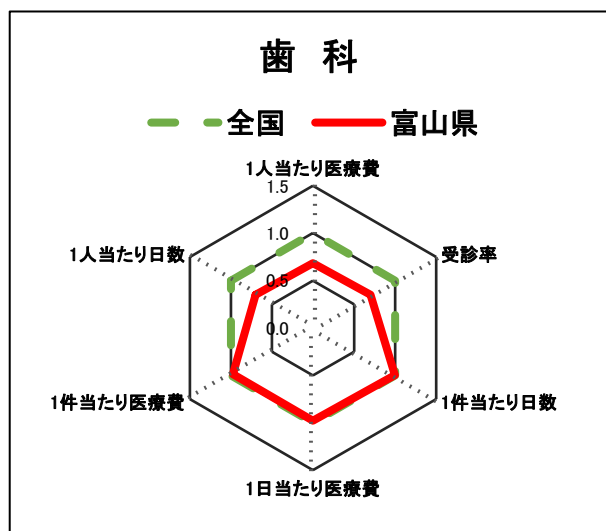 歯 科
全国 富山県
1人当たり医療費
1.5
1.0
0.5
0.0
受診率
1件当たり日数
1日当たり医療費
1件当たり医療費
1人当たり日数